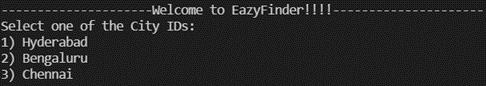 ---------------------Welcome to EazyFinder!!!!---------------------
Select one of the City IDs:
1) Hyderabad
2) Bengaluru
3) Chennai